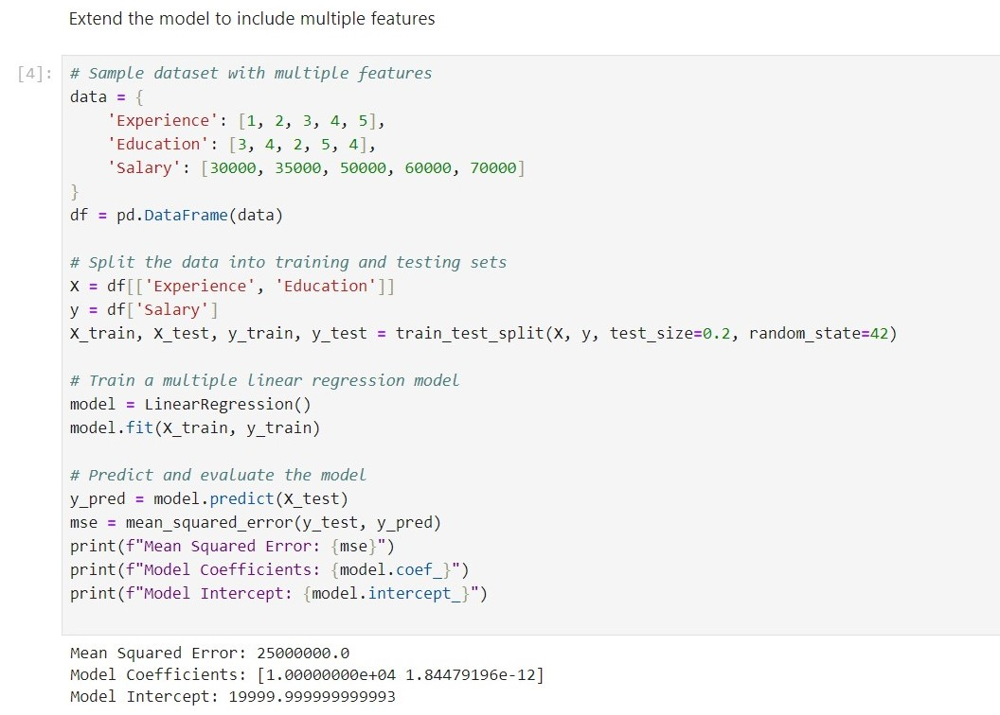 Extend the model to include multiple features
[4]:
# Sample dataset with multiple features
data = {
    'Experience': [1, 2, 3, 4, 5],
    'Education': [3, 4, 2, 5, 4],
    'Salary': [30000, 35000, 50000, 60000, 70000]
}
df = pd.DataFrame(data)

# Split the data into training and testing sets
X = df[['Experience', 'Education']]
y = df['Salary']
X_train, X_test, y_train, y_test = train_test_split(X, y, test_size=0.2, random_state=42)

# Train a multiple linear regression model
model = LinearRegression()
model.fit(X_train, y_train)

# Predict and evaluate the model
y_pred = model.predict(X_test)
mse = mean_squared_error(y_test, y_pred)
print(f"Mean Squared Error: {mse}")
print(f"Model Coefficients: {model.coef_}")
print(f"Model Intercept: {model.intercept_}")

Mean Squared Error: 25000000.0
Model Coefficients: [1.00000000e+04 1.84479196e-12]
Model Intercept: 19999.999999999993